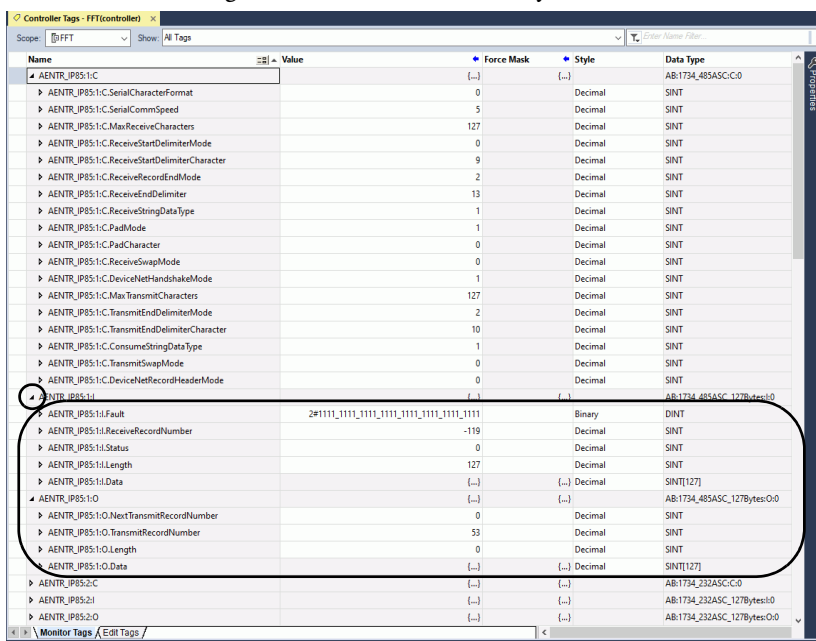 Controller Tags - FFT(controller) ×
Scope: FFT Show: All Tags Enter Name Filter...
Name Value Force Mask Style Data Type
AENTR_IP85:1:C {...} {...} AB:1734_485ASC:C:0
AENTR_IP85:1:C.SerialCharacterFormat 0 Decimal SINT
AENTR_IP85:1:C.SerialCommSpeed 5 Decimal SINT
AENTR_IP85:1:C.MaxReceiveCharacters 127 Decimal SINT
AENTR_IP85:1:C.ReceiveStartDelimiterMode 0 Decimal SINT
AENTR_IP85:1:C.ReceiveStartDelimiterCharacter 9 Decimal SINT
AENTR_IP85:1:C.ReceiveRecordEndMode 2 Decimal SINT
AENTR_IP85:1:C.ReceiveEndDelimiter 13 Decimal SINT
AENTR_IP85:1:C.ReceiveStringDataType 1 Decimal SINT
AENTR_IP85:1:C.PadMode 1 Decimal SINT
AENTR_IP85:1:C.PadCharacter 0 Decimal SINT
AENTR_IP85:1:C.ReceiveSwapMode 0 Decimal SINT
AENTR_IP85:1:C.DeviceNetHandshakeMode 1 Decimal SINT
AENTR_IP85:1:C.MaxTransmitCharacters 127 Decimal SINT
AENTR_IP85:1:C.TransmitEndDelimiterMode 2 Decimal SINT
AENTR_IP85:1:C.TransmitEndDelimiterCharacter 10 Decimal SINT
AENTR_IP85:1:C.ConsumeStringDataType 1 Decimal SINT
AENTR_IP85:1:C.TransmitSwapMode 0 Decimal SINT
AENTR_IP85:1:C.DeviceNetRecordHeaderMode 0 Decimal SINT
AENTR_IP85:1:I {...} {...} AB:1734_485ASC_127Bytes:I:0
AENTR_IP85:1:I.Fault 2#1111_1111_1111_1111_1111_1111_1111_1111 Binary DINT
AENTR_IP85:1:I.ReceiveRecordNumber -119 Decimal SINT
AENTR_IP85:1:I.Status 0 Decimal SINT
AENTR_IP85:1:I.Length 127 Decimal SINT
AENTR_IP85:1:I.Data {...} {...} Decimal SINT[127]
AENTR_IP85:1:O {...} {...} AB:1734_485ASC_127Bytes:O:0
AENTR_IP85:1:O.NextTransmitRecordNumber 0 Decimal SINT
AENTR_IP85:1:O.TransmitRecordNumber 53 Decimal SINT
AENTR_IP85:1:O.Length 0 Decimal SINT
AENTR_IP85:1:O.Data {...} {...} Decimal SINT[127]
AENTR_IP85:2:C {...} {...} AB:1734_232ASC:C:0
AENTR_IP85:2:I {...} {...} AB:1734_232ASC_127Bytes:I:0
AENTR_IP85:2:O {...} {...} AB:1734_232ASC_127Bytes:O:0
Monitor Tags Edit Tags
Properties